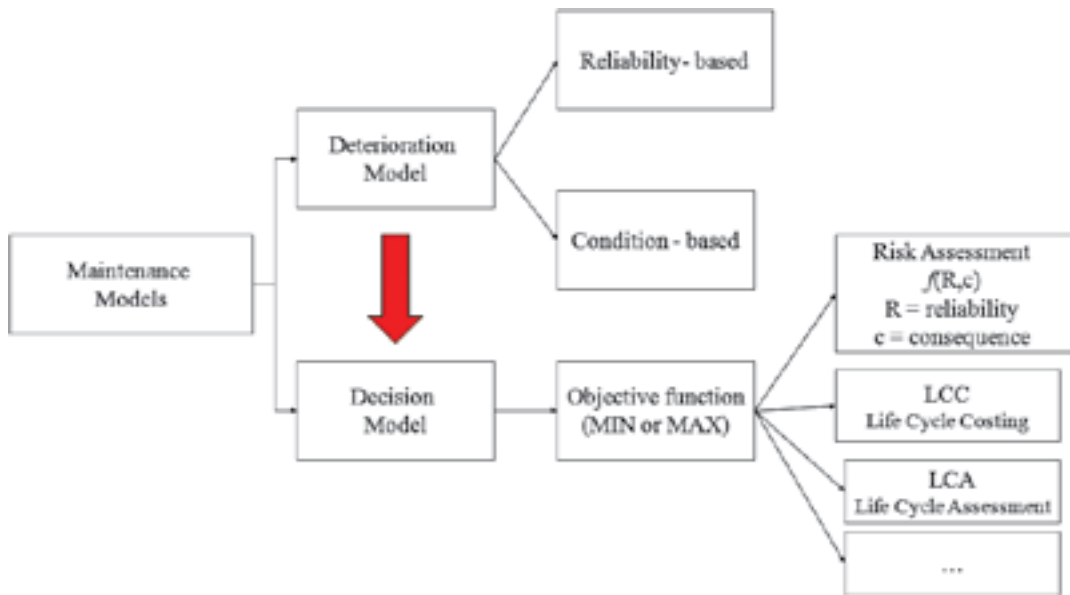 Reliability- based
Deterioration
Model
Condition - based
Maintenance
Models
Risk Assessment
f(R,c)
R = reliability
c = consequence
Decision
Model
Objective function
(MIN or MAX)
LCC
Life Cycle Costing
LCA
Life Cycle Assessment
...